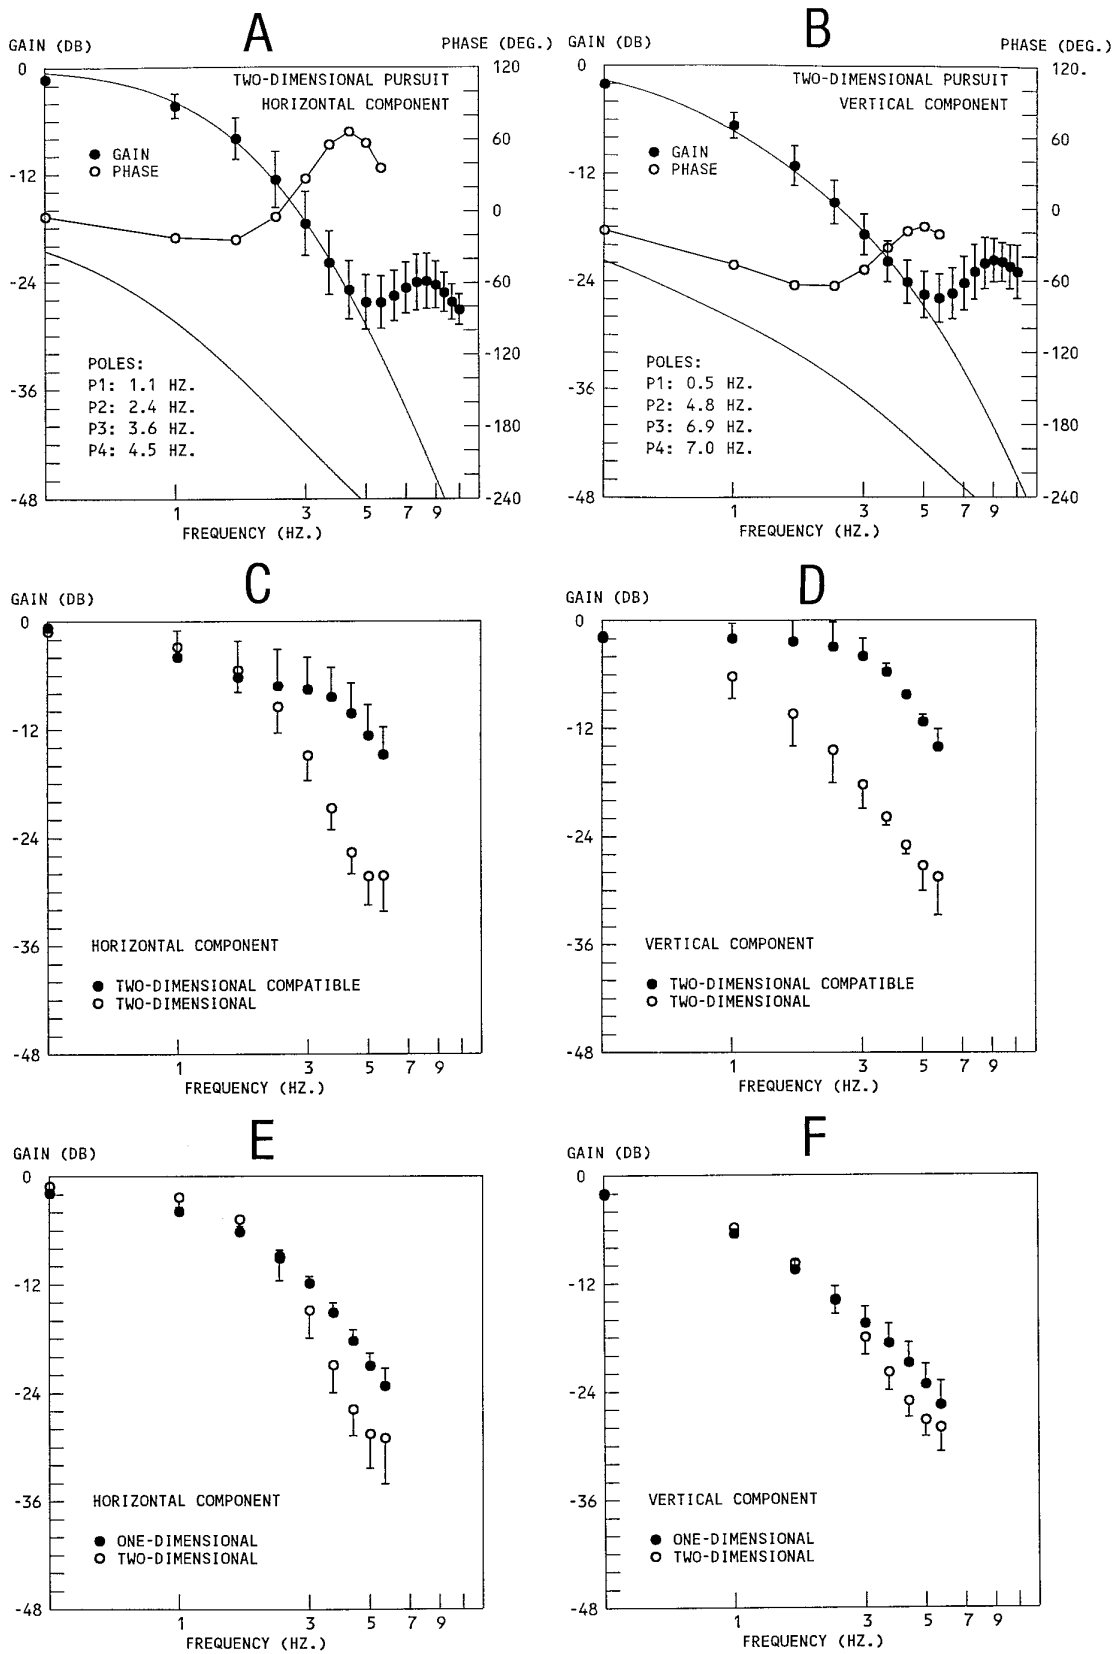 A
B
GAIN (DB)
PHASE (DEG.)
GAIN (DB)
PHASE (DEG.)
0
120
0
120.
TWO-DIMENSIONAL PURSUIT
HORIZONTAL COMPONENT
TWO-DIMENSIONAL PURSUIT
VERTICAL COMPONENT
60
60
GAIN
PHASE
GAIN
PHASE
-12
-12
0
0
-24
-60
-24
-60
-120
-120
POLES:
P1: 1.1 HZ.
P2: 2.4 HZ.
P3: 3.6 HZ.
P4: 4.5 HZ.
POLES:
P1: 0.5 HZ.
P2: 4.8 HZ.
P3: 6.9 HZ.
P4: 7.0 HZ.
-36
-36
-180
-180
-48
-240
-48
-240
1 3 5 7 9
1 3 5 7 9
FREQUENCY (HZ.)
FREQUENCY (HZ.)
C
D
GAIN (DB)
GAIN (DB)
0
0
-12
-12
-24
-24
-36
-36
HORIZONTAL COMPONENT
VERTICAL COMPONENT
TWO-DIMENSIONAL COMPATIBLE
TWO-DIMENSIONAL
TWO-DIMENSIONAL COMPATIBLE
TWO-DIMENSIONAL
-48
-48
1 3 5 7 9
1 3 5 7 9
FREQUENCY (HZ.)
FREQUENCY (HZ.)
E
F
GAIN (DB)
GAIN (DB)
0
0
-12
-12
-24
-24
-36
-36
HORIZONTAL COMPONENT
VERTICAL COMPONENT
ONE-DIMENSIONAL
TWO-DIMENSIONAL
ONE-DIMENSIONAL
TWO-DIMENSIONAL
-48
-48
1 3 5 7 9
1 3 5 7 9
FREQUENCY (HZ.)
FREQUENCY (HZ.)